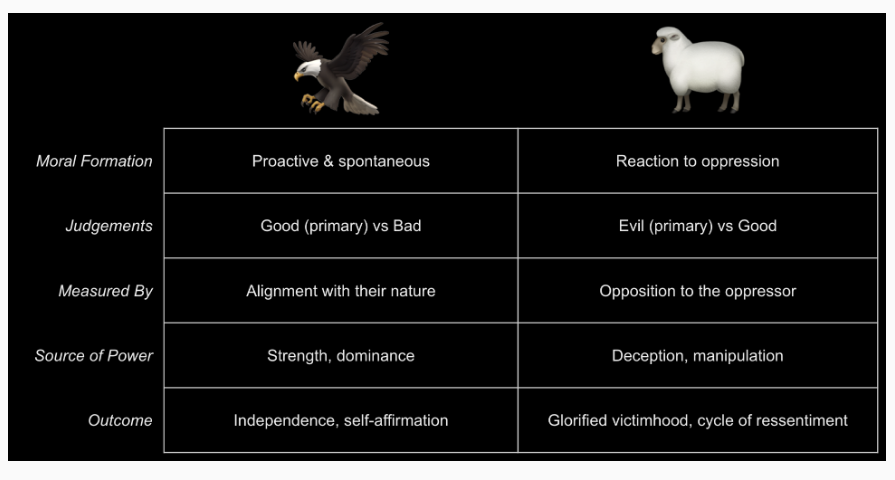 Moral Formation
Proactive & spontaneous
Reaction to oppression
Judgements
Good (primary) vs Bad
Evil (primary) vs Good
Measured By
Alignment with their nature
Opposition to the oppressor
Source of Power
Strength, dominance
Deception, manipulation
Outcome
Independence, self-affirmation
Glorified victimhood, cycle of ressentiment